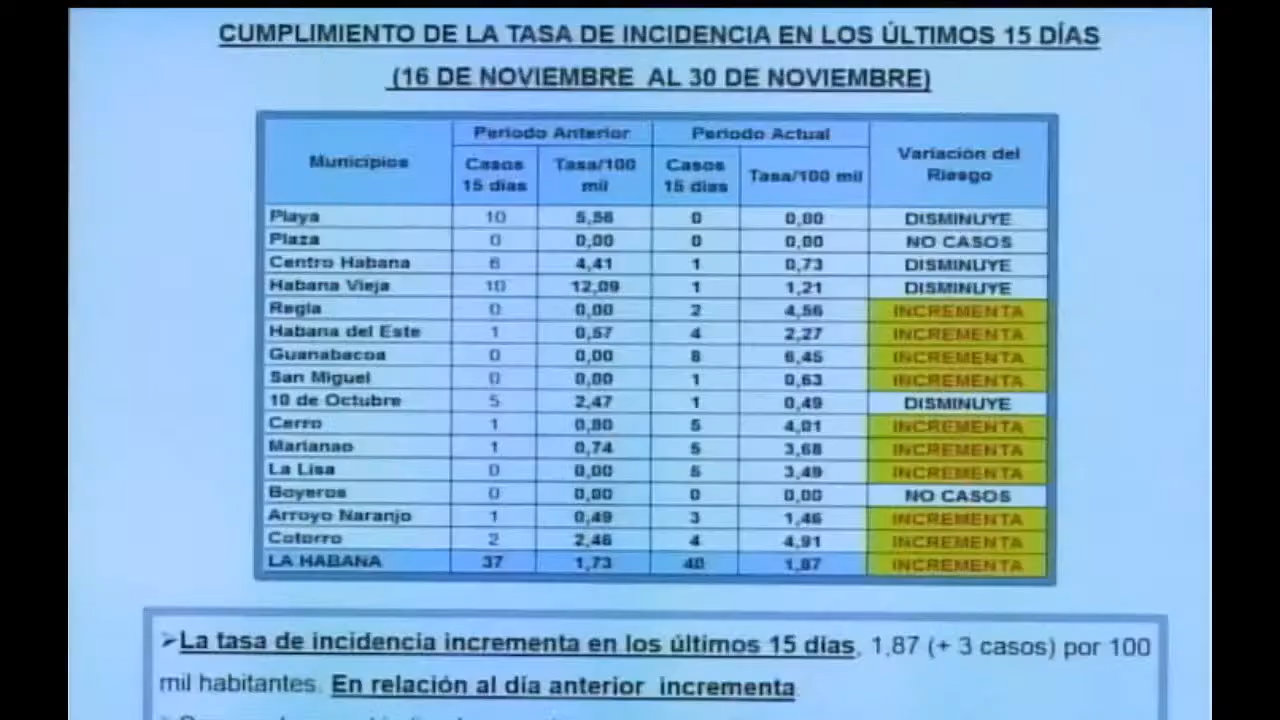 CUMPLIMIENTO DE LA TASA DE INCIDENCIA EN LOS ÚLTIMOS 15 DÍAS
(16 DE NOVIEMBRE AL 30 DE NOVIEMBRE)
Municipios Periodo Anterior Periodo Actual Variación del Riesgo
Casos 15 días Tasa/100 mil Casos 15 días Tasa/100 mil
Playa 10 5,56 0 0,00 DISMINUYE
Plaza 0 0,00 0 0,00 NO CASOS
Centro Habana 6 4,41 1 0,73 DISMINUYE
Habana Vieja 10 12,09 1 1,21 DISMINUYE
Regla 0 0,00 2 4,56 INCREMENTA
Habana del Este 1 0,57 4 2,27 INCREMENTA
Guanabacoa 0 0,00 8 6,45 INCREMENTA
San Miguel 0 0,00 1 0,63 INCREMENTA
10 de Octubre 5 2,47 1 0,49 DISMINUYE
Cerro 1 0,80 5 4,01 INCREMENTA
Marianao 1 0,74 5 3,68 INCREMENTA
La Lisa 0 0,00 5 3,49 INCREMENTA
Boyeros 0 0,00 0 0,00 NO CASOS
Arroyo Naranjo 1 0,49 3 1,46 INCREMENTA
Cotorro 2 2,46 4 4,91 INCREMENTA
LA HABANA 37 1,73 40 1,87 INCREMENTA
➢La tasa de incidencia incrementa en los últimos 15 días, 1,87 (+ 3 casos) por 100
mil habitantes. En relación al día anterior incrementa